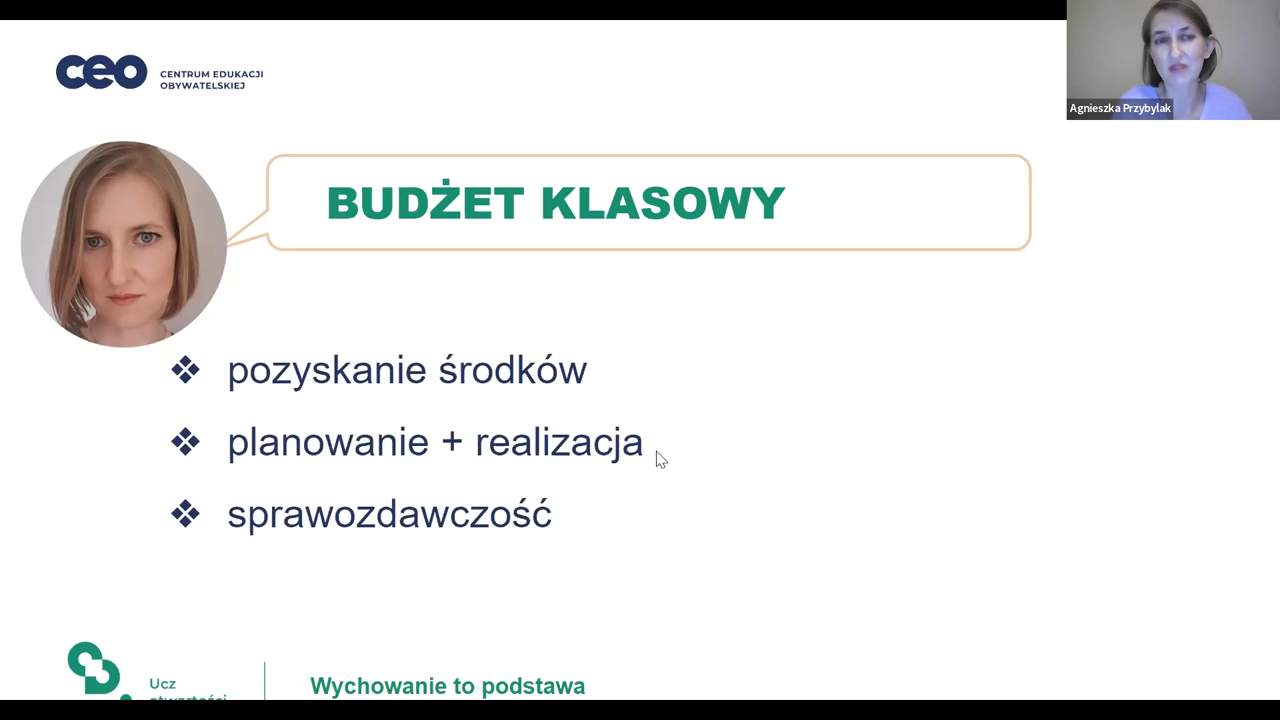 ceo
CENTRUM EDUKACJI
OBYWATELSKIEJ
Agnieszka Przybylak
BUDŻET KLASOWY
❖ pozyskanie środków
❖ planowanie + realizacja
❖ sprawozdawczość
Ucz
otwartości
Wychowanie to podstawa